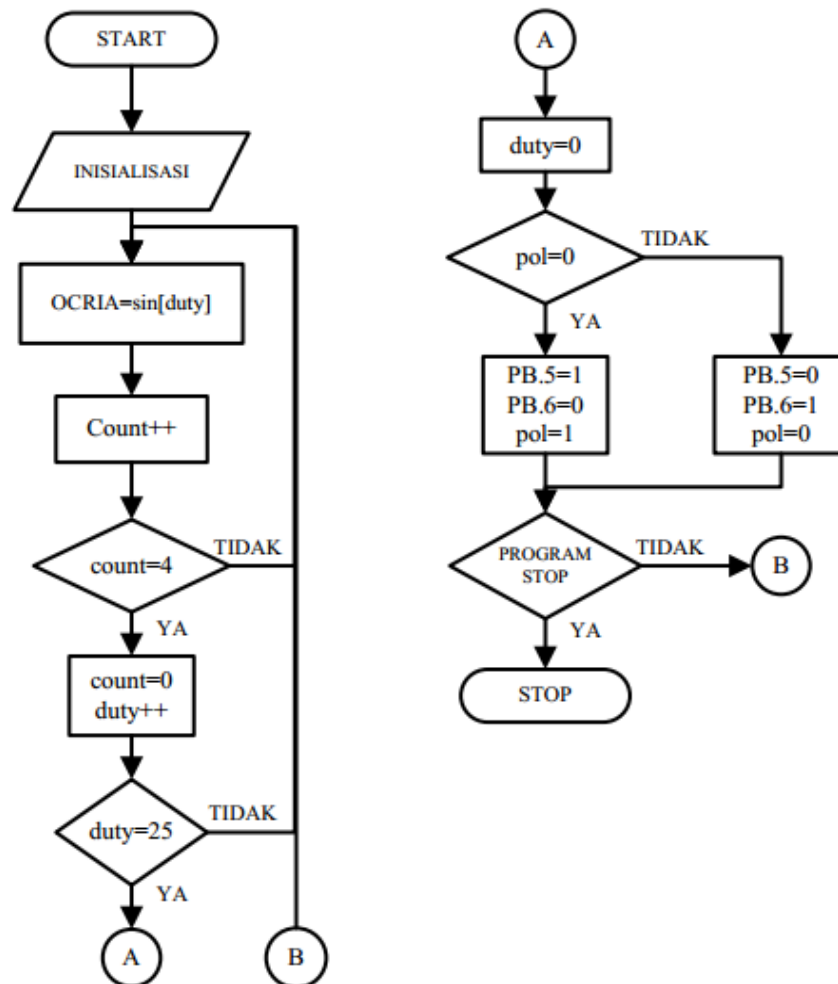 START
INISIALISASI
OCRIA=sin[duty]
Count++
count=4
TIDAK
YA
count=0
duty++
duty=25
TIDAK
YA
A
B
A
duty=0
pol=0
TIDAK
YA
PB.5=1
PB.6=0
pol=1
PB.5=0
PB.6=1
pol=0
PROGRAM
STOP
TIDAK
B
YA
STOP